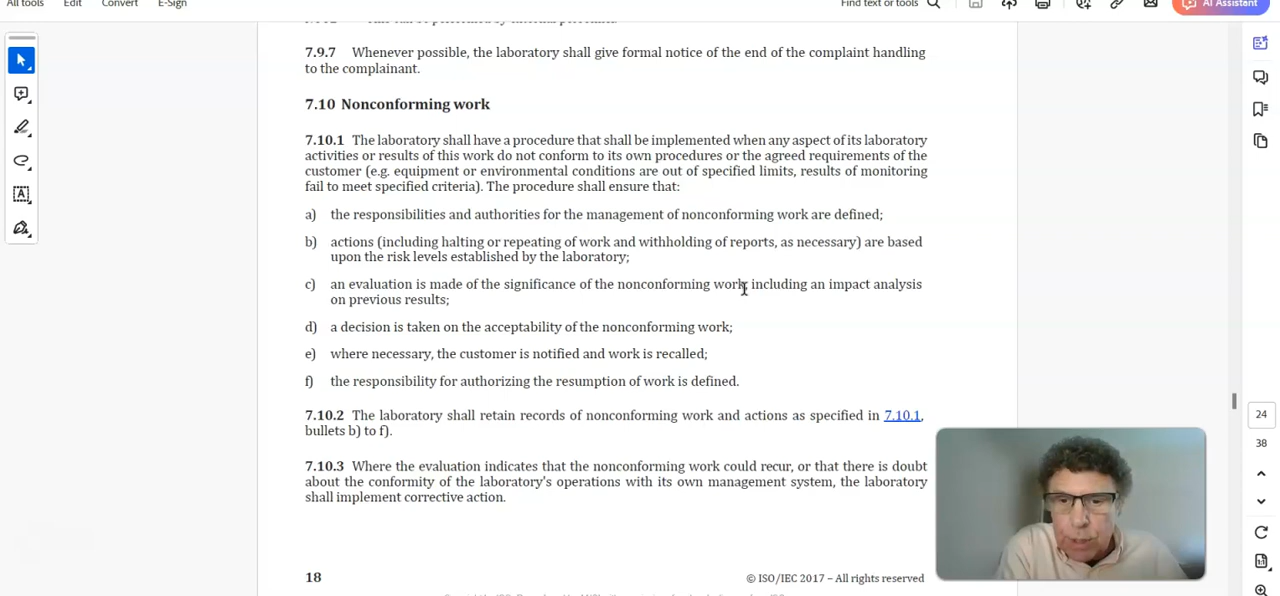 All tools Edit Convert E-Sign Find text or tools AI Assistant
7.9.7 Whenever possible, the laboratory shall give formal notice of the end of the complaint handling
to the complainant.
7.10 Nonconforming work
7.10.1 The laboratory shall have a procedure that shall be implemented when any aspect of its laboratory
activities or results of this work do not conform to its own procedures or the agreed requirements of the
customer (e.g. equipment or environmental conditions are out of specified limits, results of monitoring
fail to meet specified criteria). The procedure shall ensure that:
a) the responsibilities and authorities for the management of nonconforming work are defined;
b) actions (including halting or repeating of work and withholding of reports, as necessary) are based
upon the risk levels established by the laboratory;
c) an evaluation is made of the significance of the nonconforming work, including an impact analysis
on previous results;
d) a decision is taken on the acceptability of the nonconforming work;
e) where necessary, the customer is notified and work is recalled;
f) the responsibility for authorizing the resumption of work is defined.
7.10.2 The laboratory shall retain records of nonconforming work and actions as specified in 7.10.1,
bullets b) to f).
7.10.3 Where the evaluation indicates that the nonconforming work could recur, or that there is doubt
about the conformity of the laboratory's operations with its own management system, the laboratory
shall implement corrective action.
18 © ISO/IEC 2017 – All rights reserved
24
38